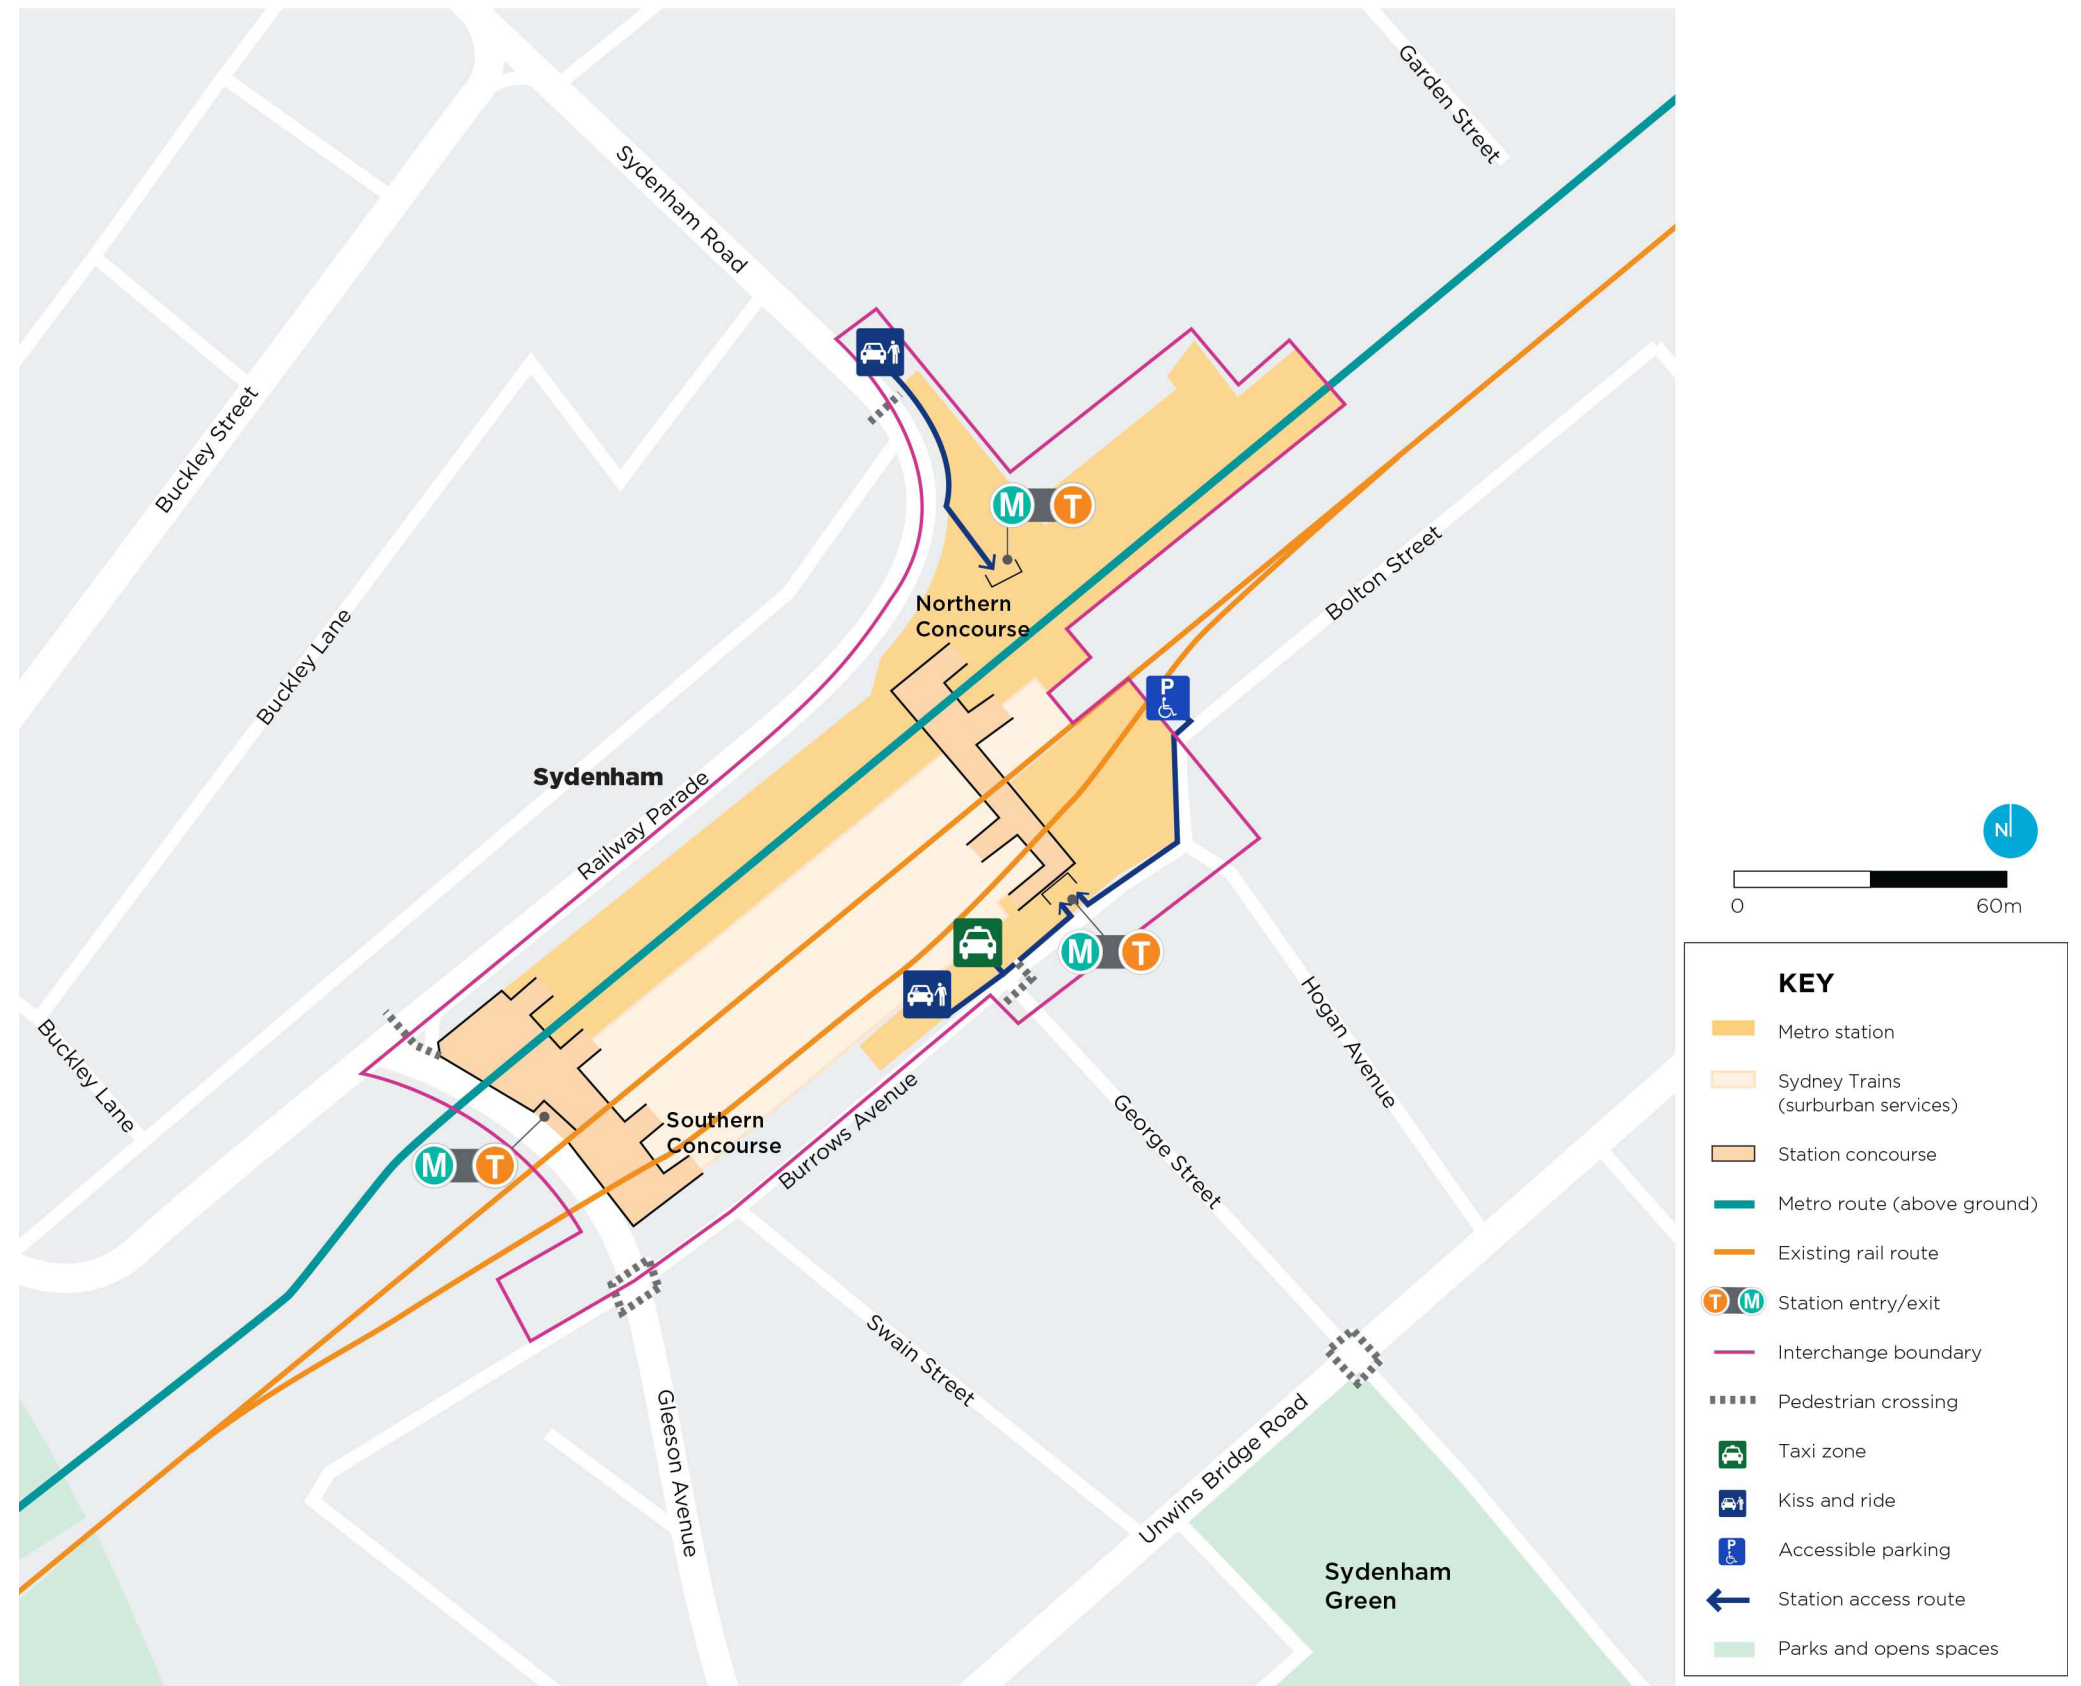 Garden Street
Sydenham Road
Buckley Street
M T
Northern
Concourse
Bolton Street
Buckley Lane
P
Sydenham
Railway Parade
M T
Buckley Lane
Hogan Avenue
Southern
Concourse
Burrows Avenue
George Street
M T
Swain Street
Gleeson Avenue
Unwins Bridge Road
Sydenham
Green
N
0 60m
KEY
Metro station
Sydney Trains
(surburban services)
Station concourse
Metro route (above ground)
Existing rail route
T M Station entry/exit
Interchange boundary
Pedestrian crossing
Taxi zone
Kiss and ride
P Accessible parking
Station access route
Parks and opens spaces